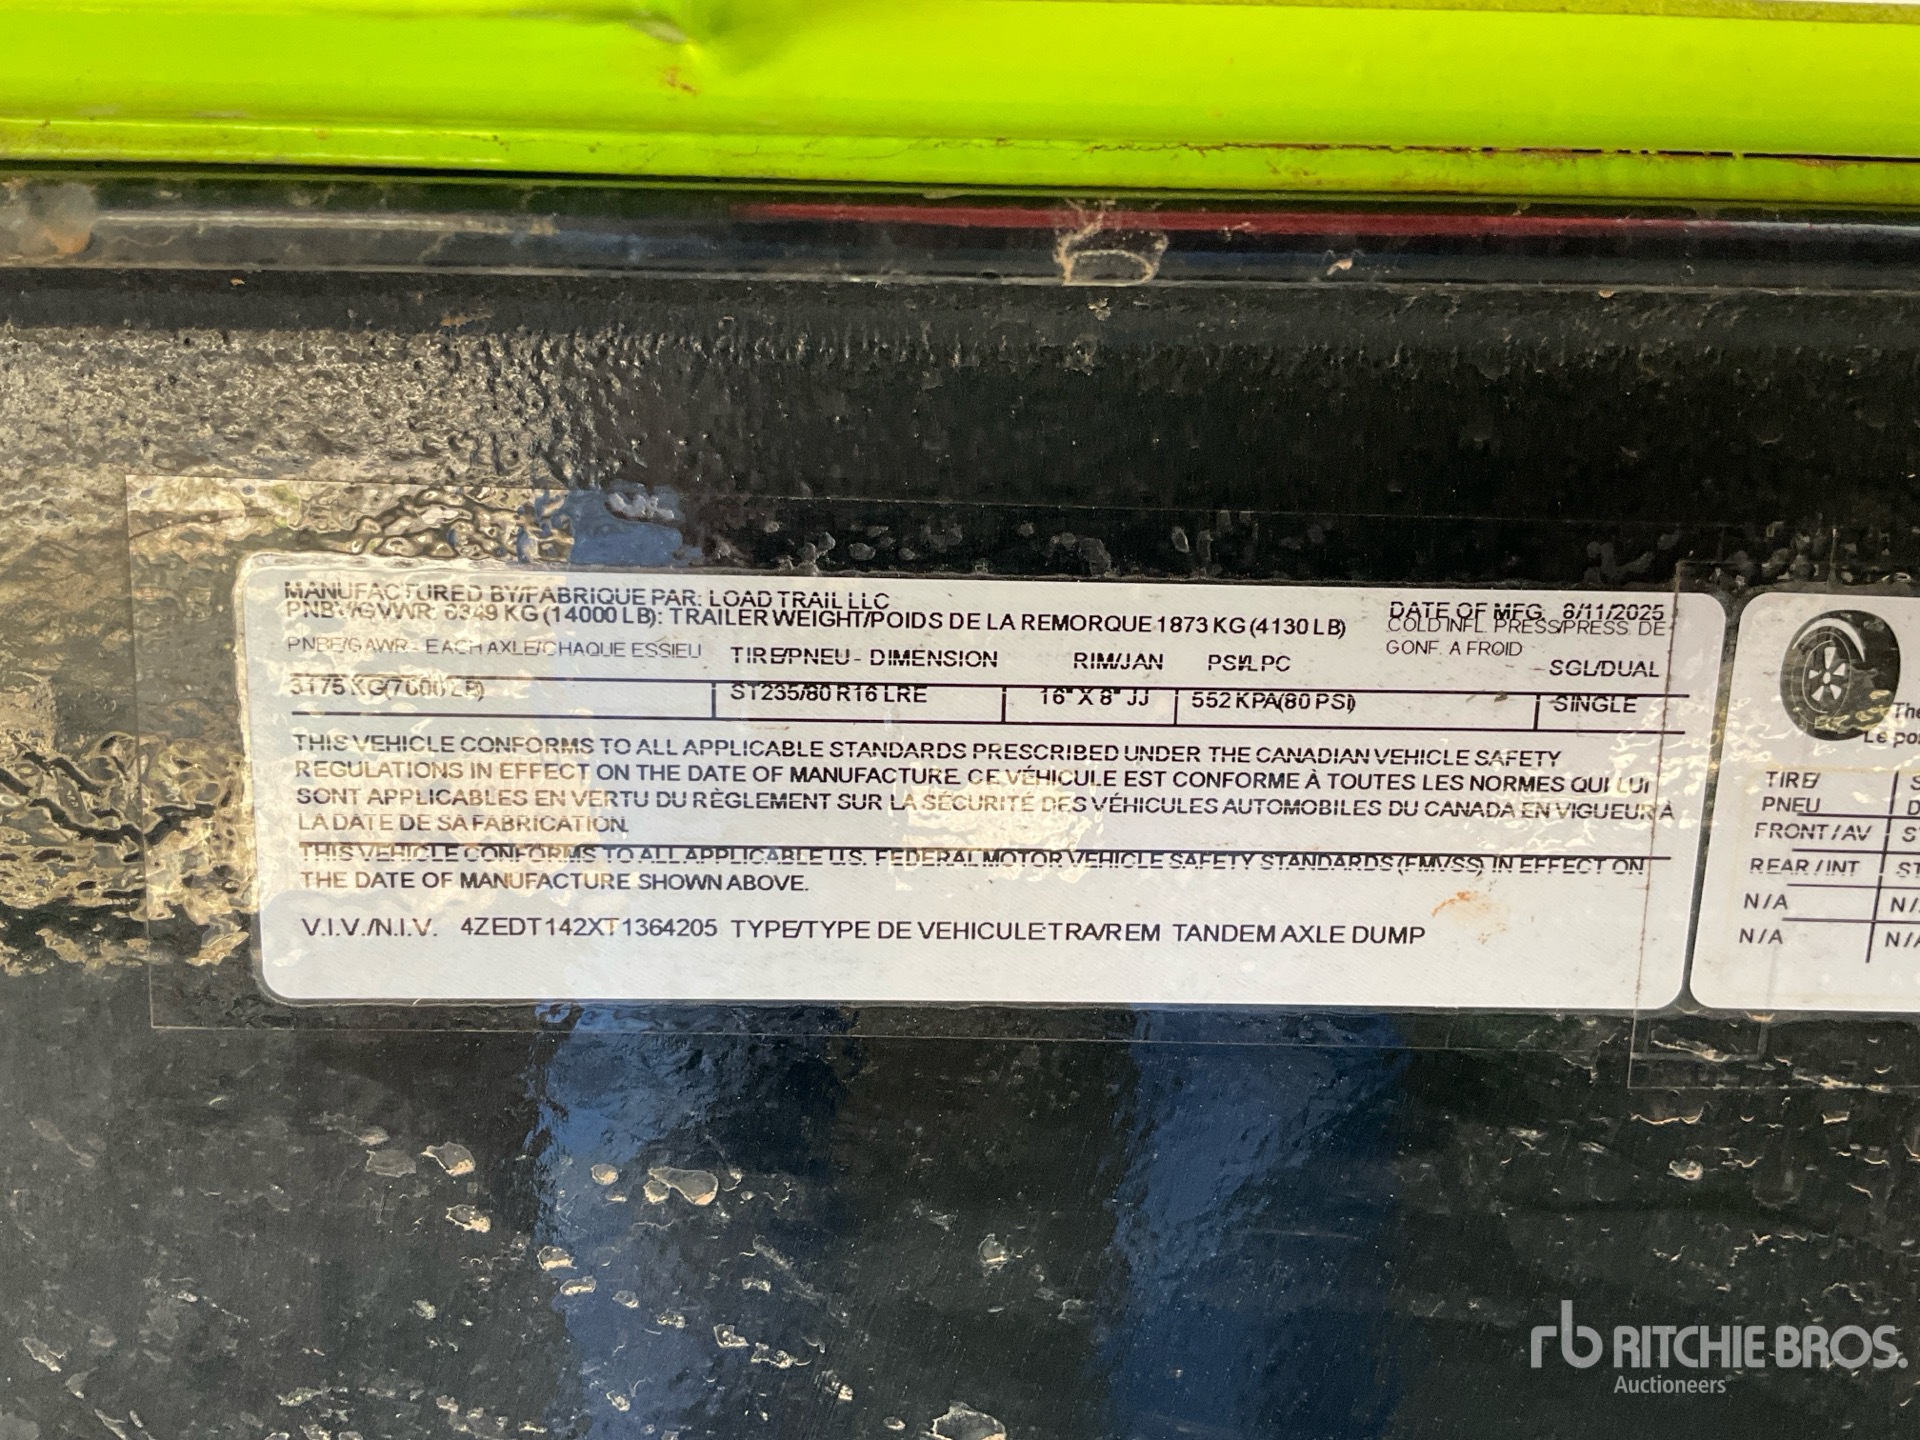 MANUFACTURED BY/FABRIQUE PAR: LOAD TRAIL LLC
DATE OF MFG. 8/11/2025
PNBV/GVWR: 6349 KG (14000 LB): TRAILER WEIGHT/POIDS DE LA REMORQUE 1873 KG (4130 LB)
COLD INFL. PRESS/PRESS. DE
GONF. A FROID
PNBE/GAWR - EACH AXLE/CHAQUE ESSIEU TIRE/PNEU - DIMENSION RIM/JAN PSI/LPC SGL/DUAL
3175 KG(7000 LB) ST235/80 R16 LRE 16" X 8" JJ 552 KPA(80 PSI) SINGLE
THIS VEHICLE CONFORMS TO ALL APPLICABLE STANDARDS PRESCRIBED UNDER THE CANADIAN VEHICLE SAFETY
REGULATIONS IN EFFECT ON THE DATE OF MANUFACTURE. CE VÉHICULE EST CONFORME À TOUTES LES NORMES QUI LUI
SONT APPLICABLES EN VERTU DU RÈGLEMENT SUR LA SÉCURITÉ DES VÉHICULES AUTOMOBILES DU CANADA EN VIGUEUR À
LA DATE DE SA FABRICATION.
THIS VEHICLE CONFORMS TO ALL APPLICABLE U.S. FEDERAL MOTOR VEHICLE SAFETY STANDARDS (FMVSS) IN EFFECT ON
THE DATE OF MANUFACTURE SHOWN ABOVE.
V.I.V./N.I.V. 4ZEDT142XT1364205 TYPE/TYPE DE VEHICULE:TRA/REM TANDEM AXLE DUMP
The
Le
TIRE/
PNEU
FRONT/AV
REAR/INT
N/A
N/A
rb RITCHIE BROS.
Auctioneers